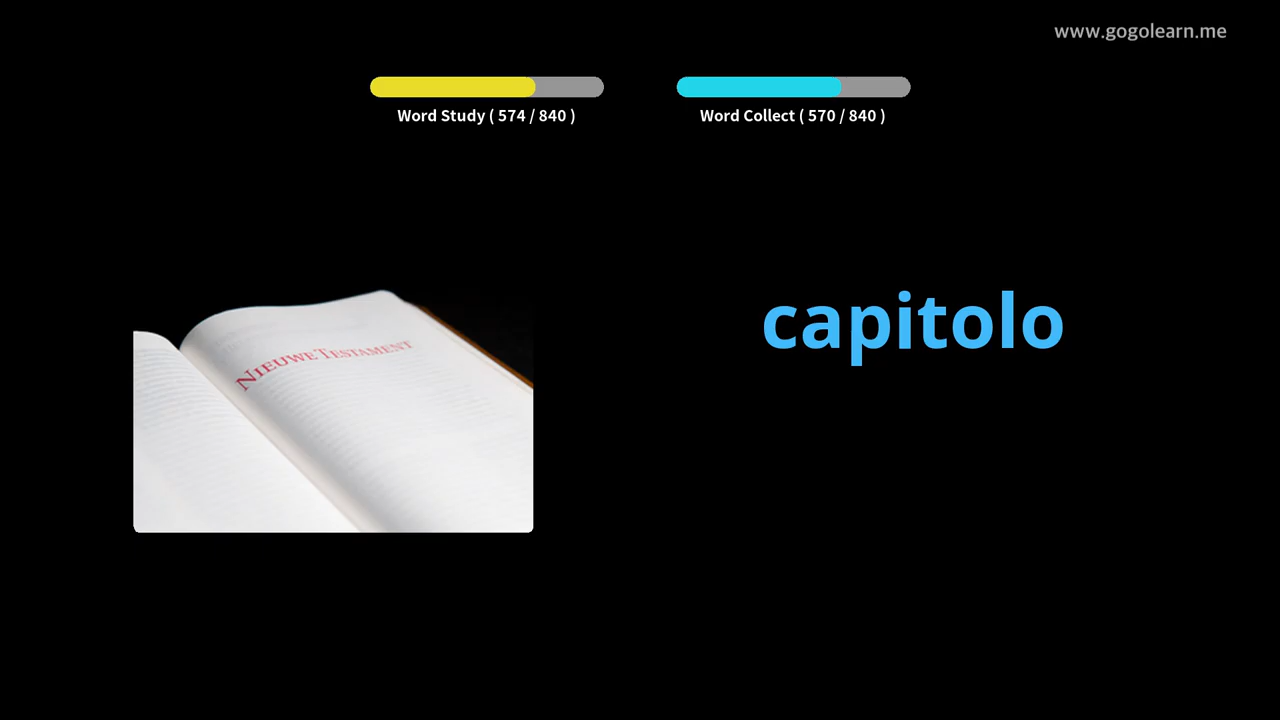 www.gogolearn.me
Word Study ( 574 / 840 )
Word Collect ( 570 / 840 )
NIEUWE TESTAMENT
capitolo